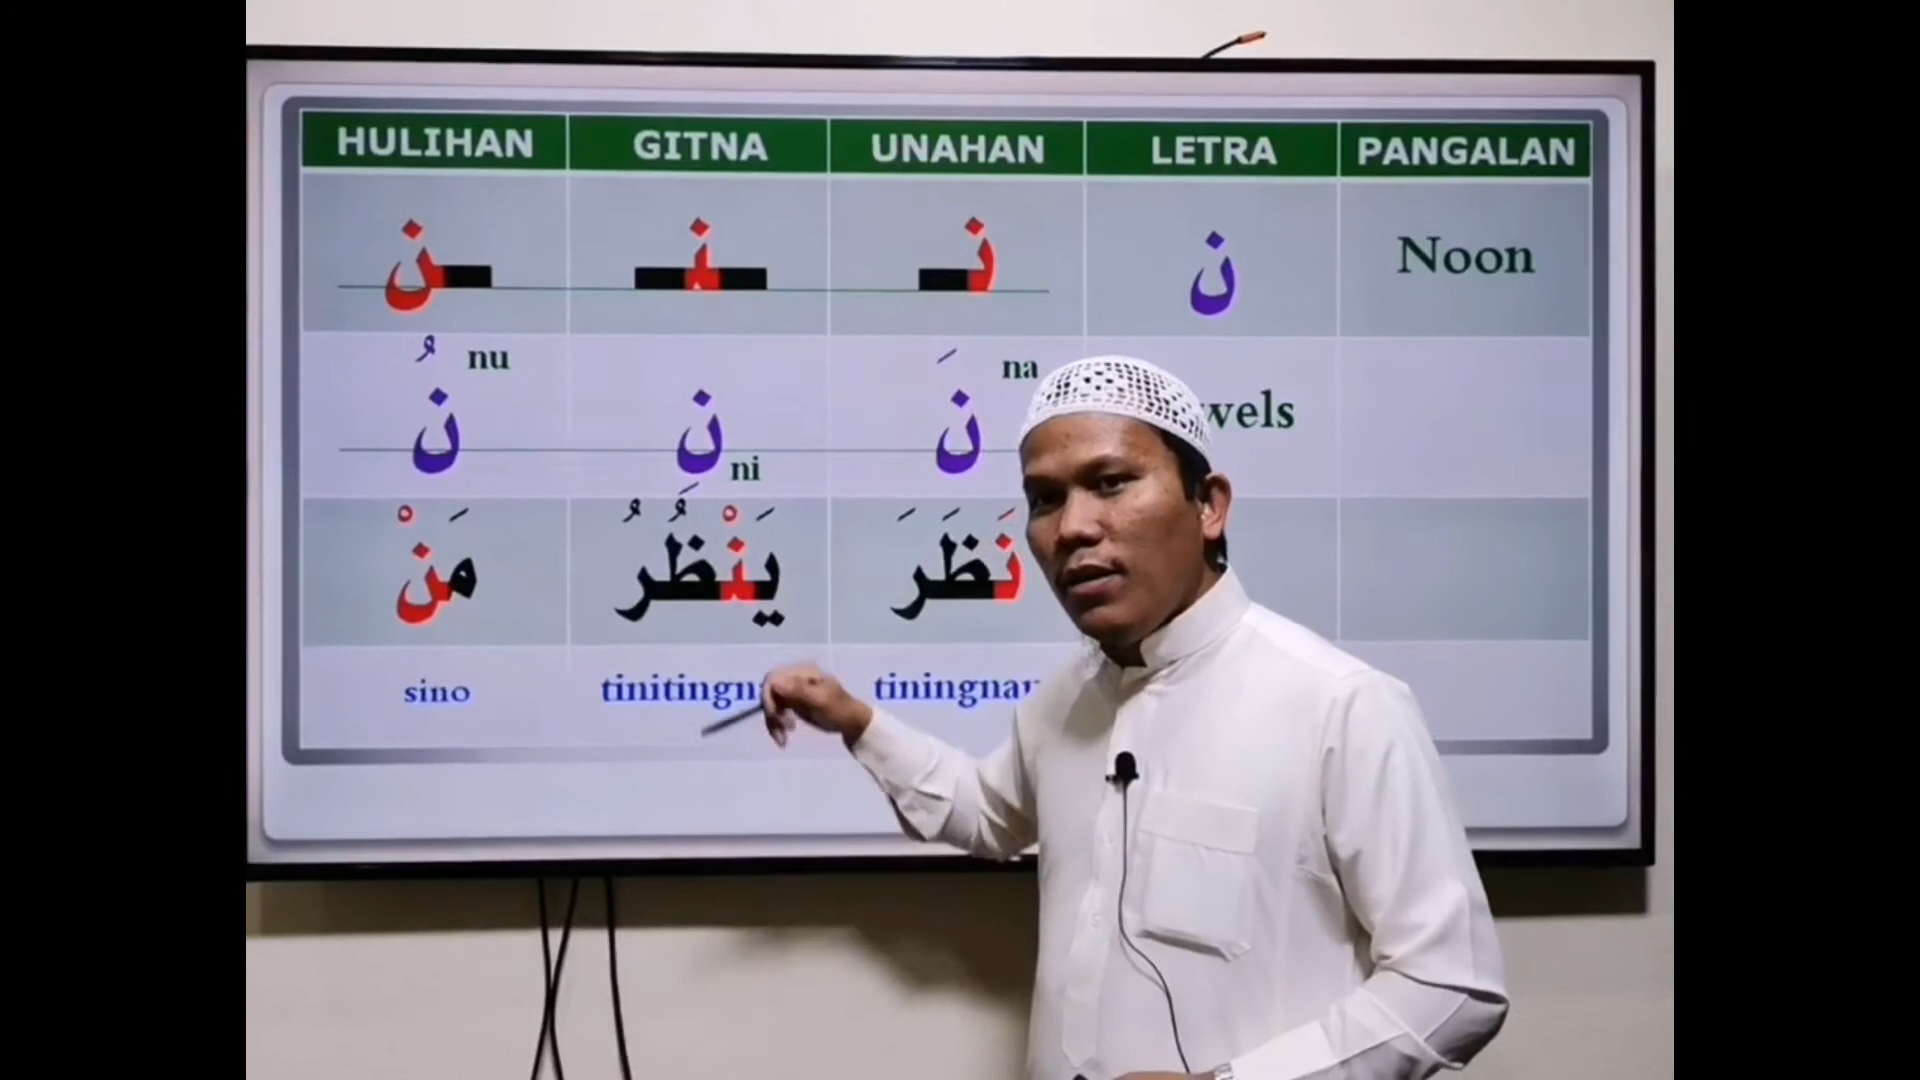 HULIHAN GITNA UNAHAN LETRA PANGALAN
ـن ـنـ نـ ن Noon
نُ nu نِ ni نَ na
مَنْ يَنْظُرُ نَظَرَ
sino